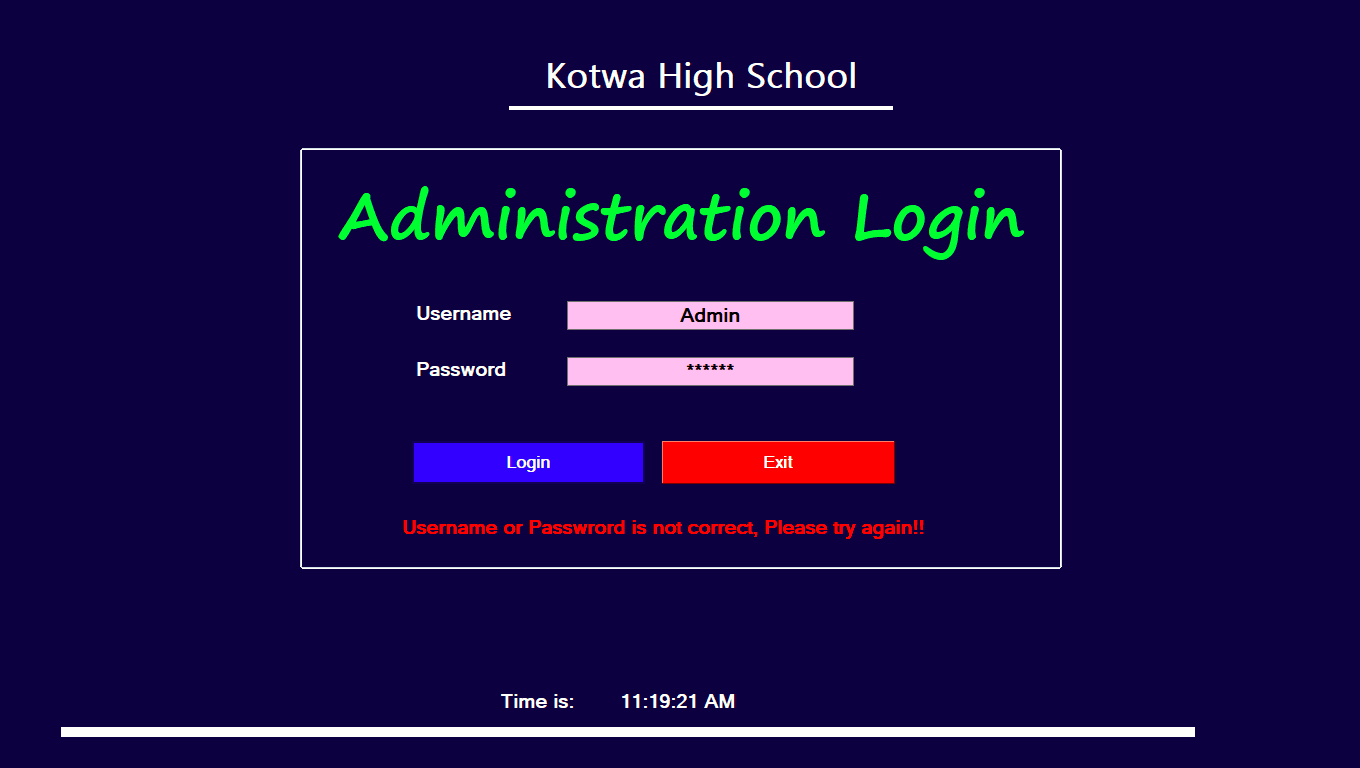 Kotwa High School
Administration Login
Username Admin
Password ******
Login Exit
Username or Passwrord is not correct, Please try again!!
Time is: 11:19:21 AM